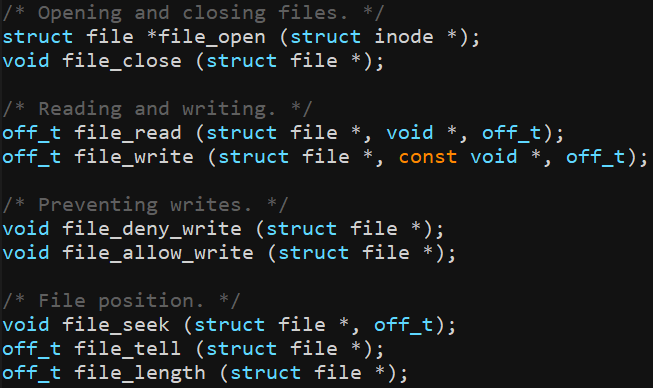 /* Opening and closing files. */
struct file *file_open (struct inode *);
void file_close (struct file *);
/* Reading and writing. */
off_t file_read (struct file *, void *, off_t);
off_t file_write (struct file *, const void *, off_t);
/* Preventing writes. */
void file_deny_write (struct file *);
void file_allow_write (struct file *);
/* File position. */
void file_seek (struct file *, off_t);
off_t file_tell (struct file *);
off_t file_length (struct file *);